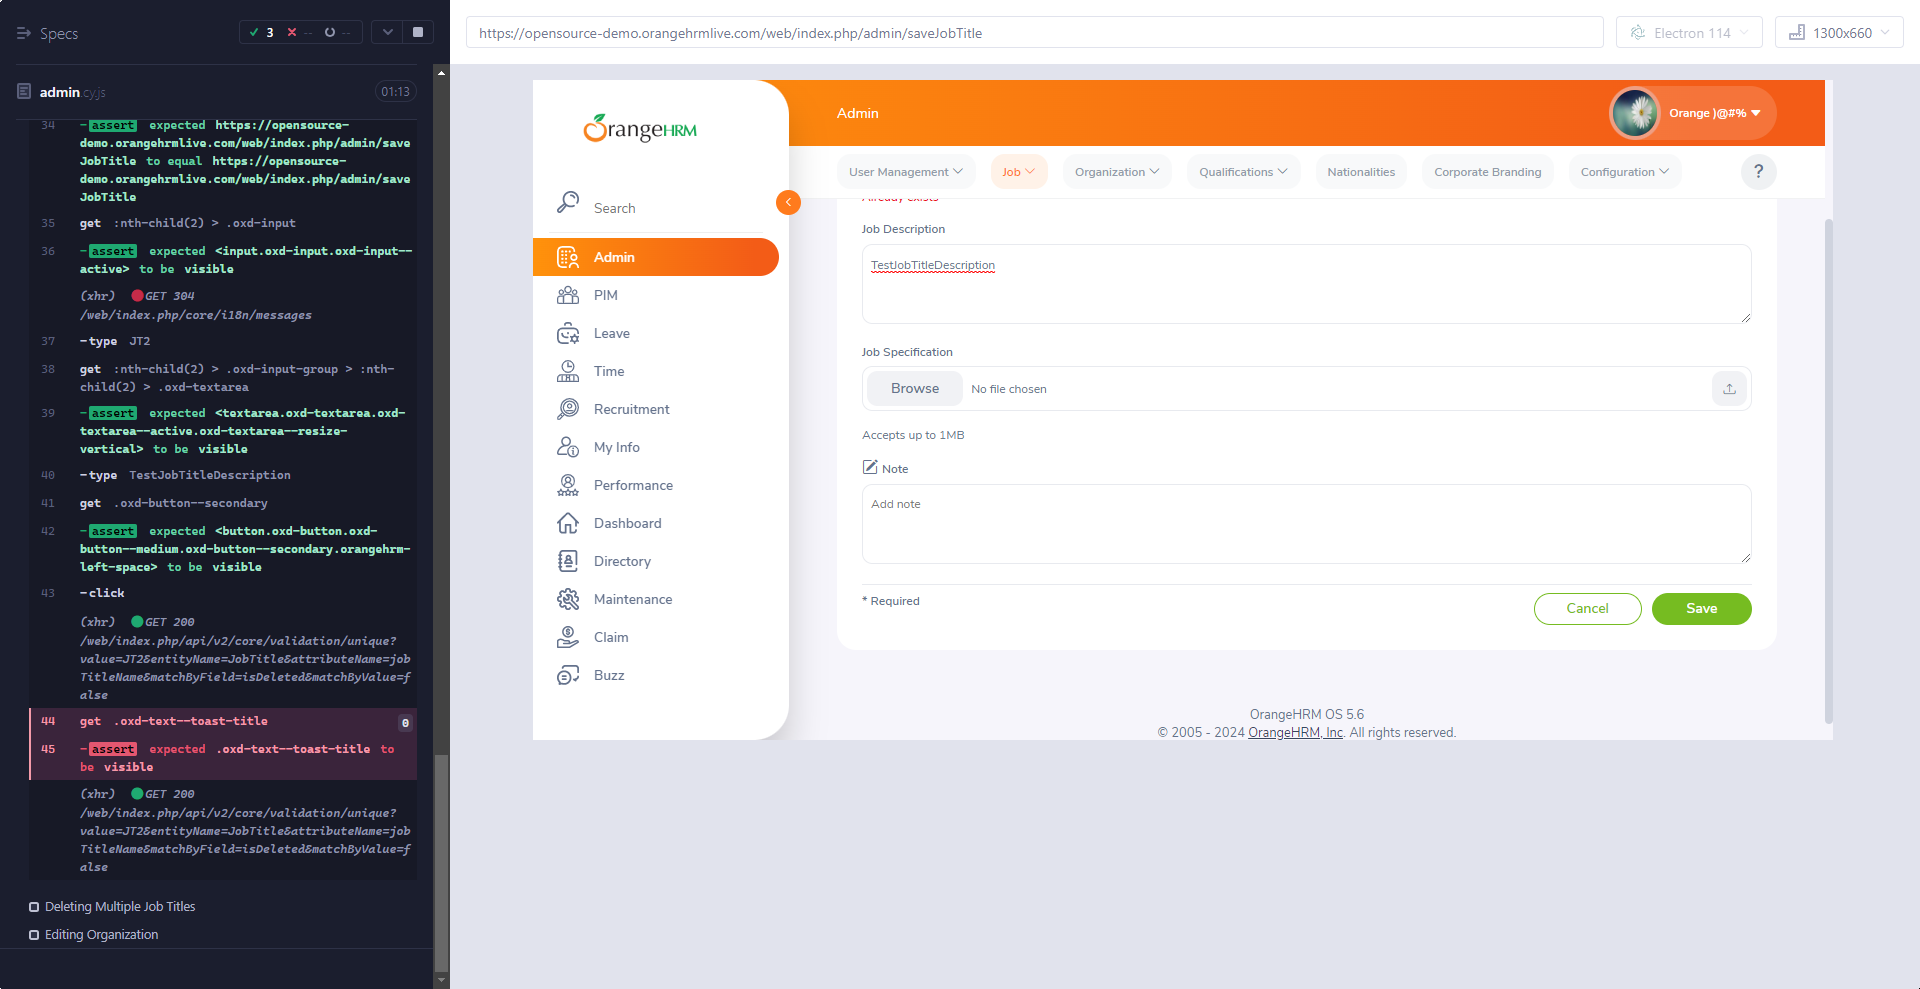 Specs
3
--
--
admin.cy.js
01:13
34 -assert expected https://opensource-
demo.orangehrmlive.com/web/index.php/admin/save
JobTitle to equal https://opensource-
demo.orangehrmlive.com/web/index.php/admin/save
JobTitle
35 get :nth-child(2) > .oxd-input
36 -assert expected <input.oxd-input.oxd-input--
active> to be visible
(xhr) GET 304
/web/index.php/core/i18n/messages
37 -type JT2
38 get :nth-child(2) > .oxd-input-group > :nth-
child(2) > .oxd-textarea
39 -assert expected <textarea.oxd-textarea.oxd-
textarea--active.oxd-textarea--resize-
vertical> to be visible
40 -type TestJobTitleDescription
41 get .oxd-button--secondary
42 -assert expected <button.oxd-button.oxd-
button--medium.oxd-button--secondary.orangehrm-
left-space> to be visible
43 -click
(xhr) GET 200
/web/index.php/api/v2/core/validation/unique?
value=JT2&entityName=JobTitle&attributeName=job
TitleName&matchByField=isDeleted&matchByValue=f
alse
44 get .oxd-text--toast-title 0
45 -assert expected .oxd-text--toast-title to
be visible
(xhr) GET 200
/web/index.php/api/v2/core/validation/unique?
value=JT2&entityName=JobTitle&attributeName=job
TitleName&matchByField=isDeleted&matchByValue=f
alse
Deleting Multiple Job Titles
Editing Organization
https://opensource-demo.orangehrmlive.com/web/index.php/admin/saveJobTitle
Electron 114
1300x660
OrangeHRM
Search
Admin
PIM
Leave
Time
Recruitment
My Info
Performance
Dashboard
Directory
Maintenance
Claim
Buzz
Admin
Orange )@#%
User Management
Job
Organization
Qualifications
Nationalities
Corporate Branding
Configuration
?
Already exists
Job Description
TestJobTitleDescription
Job Specification
Browse
No file chosen
Accepts up to 1MB
Note
Add note
* Required
Cancel
Save
OrangeHRM OS 5.6
© 2005 - 2024 OrangeHRM, Inc. All rights reserved.